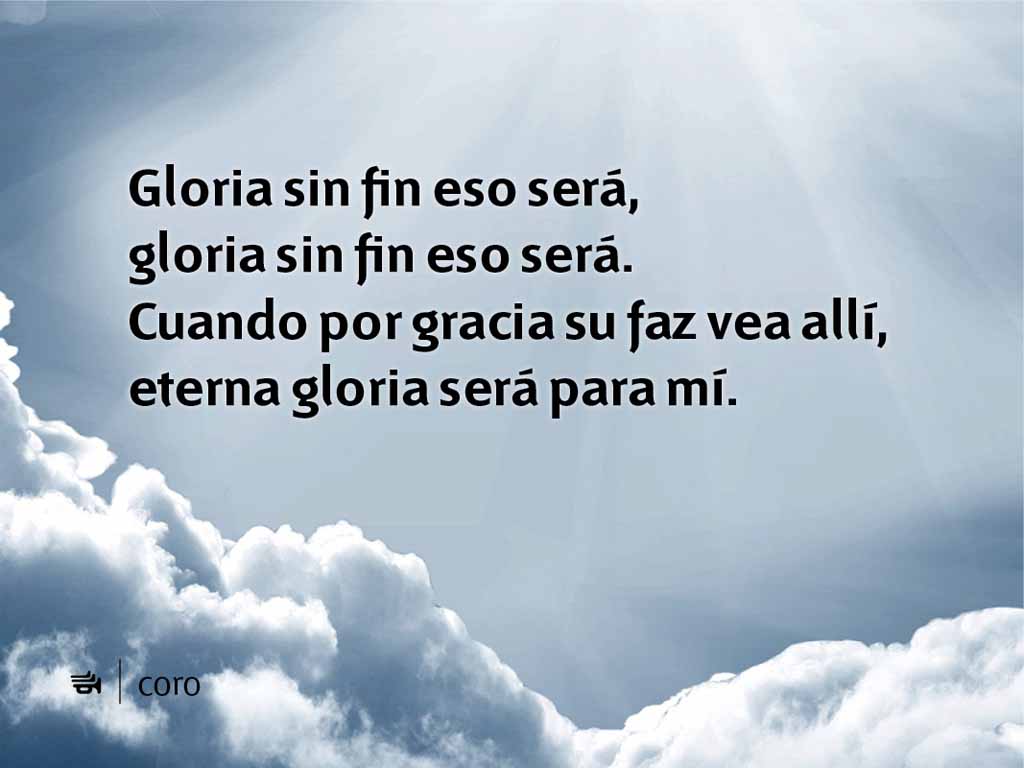 Gloria sin fin eso será,
gloria sin fin eso será.
Cuando por gracia su faz vea allí,
eterna gloria será para mí.
coro